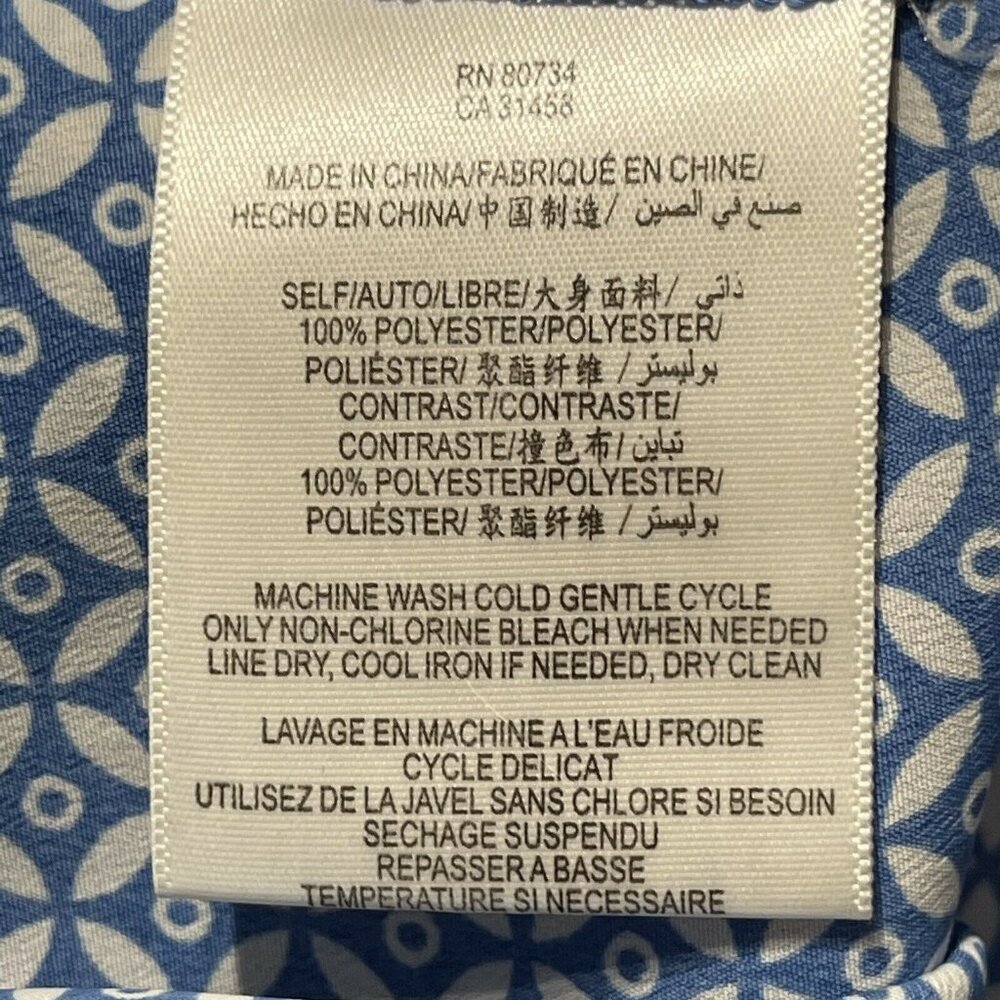 RN 80734
CA 31458
MADE IN CHINA/FABRIQUÉ EN CHINE/
HECHO EN CHINA/中国制造/ صنع في الصين
SELF/AUTO/LIBRE/大身面料/ ذاتي
100% POLYESTER/POLYESTER/
POLIÉSTER/ 聚酯纤维 / بوليستر
CONTRAST/CONTRASTE/
CONTRASTE/撞色布/ تباين
100% POLYESTER/POLYESTER/
POLIÉSTER/ 聚酯纤维 / بوليستر
MACHINE WASH COLD GENTLE CYCLE
ONLY NON-CHLORINE BLEACH WHEN NEEDED
LINE DRY, COOL IRON IF NEEDED, DRY CLEAN
LAVAGE EN MACHINE A L'EAU FROIDE
CYCLE DELICAT
UTILISEZ DE LA JAVEL SANS CHLORE SI BESOIN
SECHAGE SUSPENDU
REPASSER A BASSE
TEMPERATURE SI NECESSAIRE